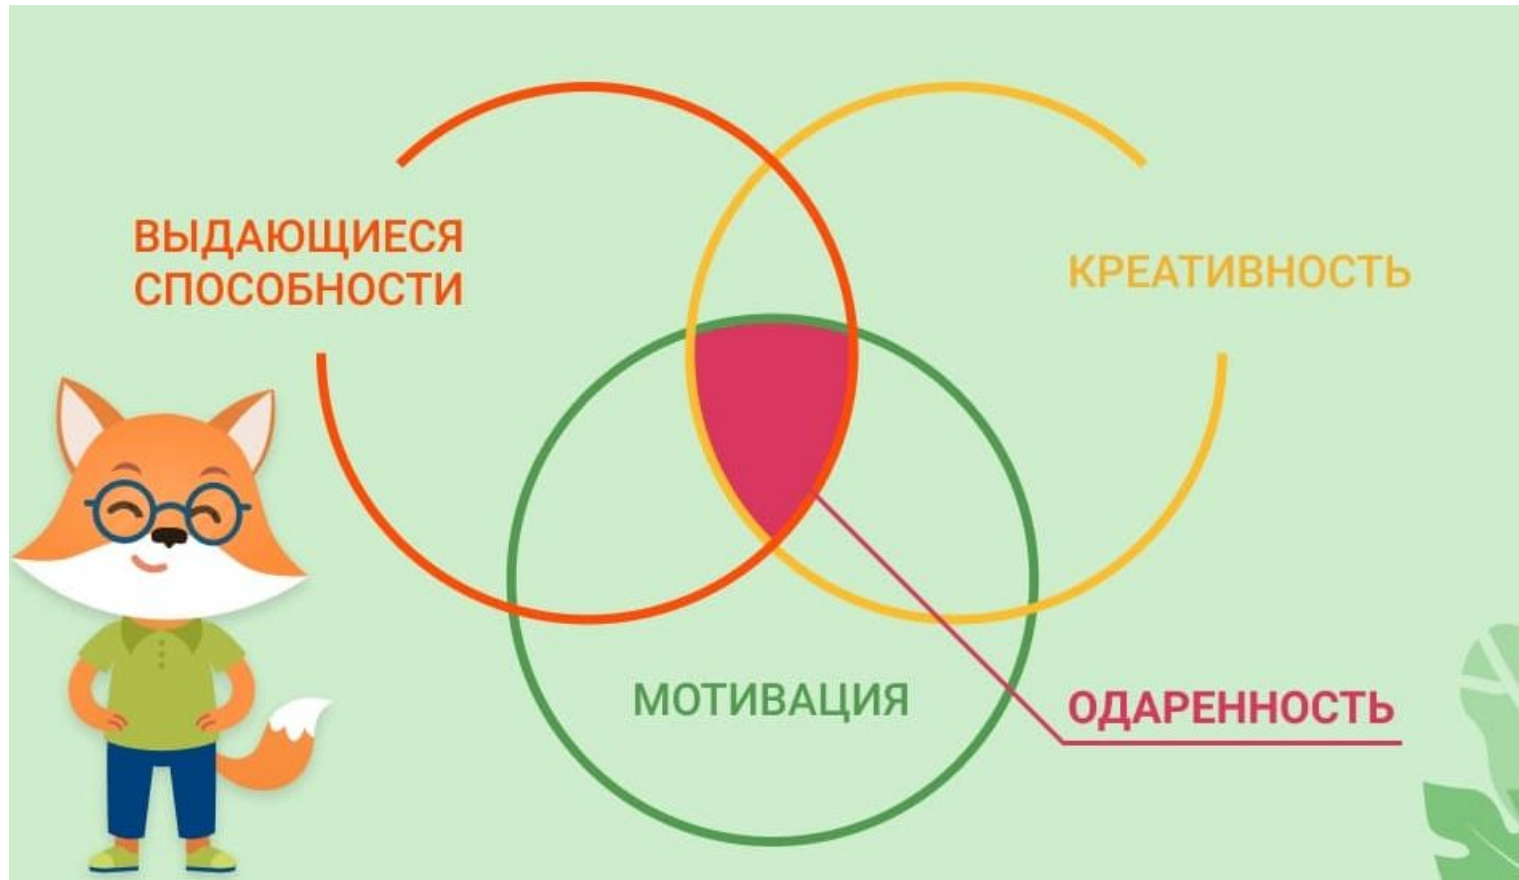 ВЫДАЮЩИЕСЯ
СПОСОБНОСТИ
КРЕАТИВНОСТЬ
МОТИВАЦИЯ
ОДАРЕННОСТЬ